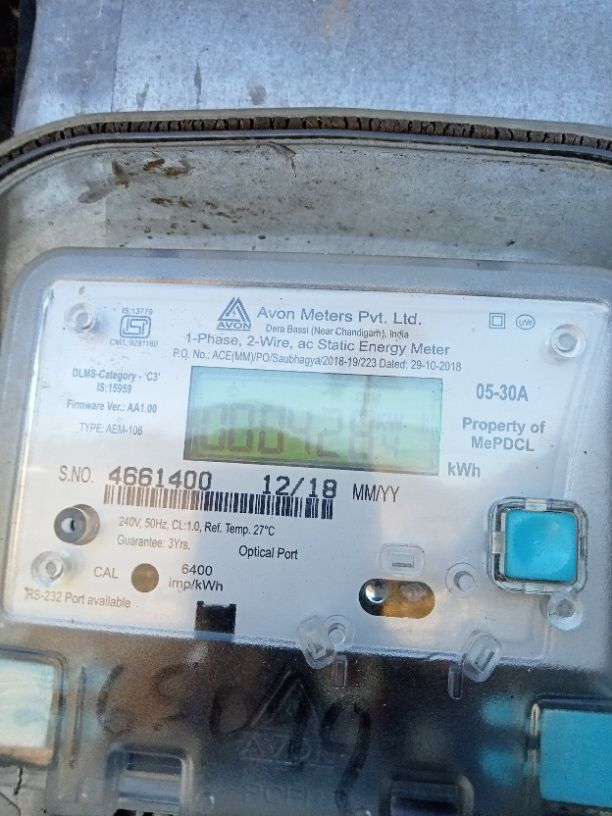 IS:13779
CM/L:9281180
AVON
Avon Meters Pvt. Ltd.
Dera Bassi (Near Chandigarh), India
1-Phase, 2-Wire, ac Static Energy Meter
P.O. No.: ACE(MM)/PO/Saubhagya/2018-19/223 Dated: 29-10-2018
UW
DLMS-Category - 'C3'
IS:15959
Firmware Ver.: AA1.00
TYPE: AEM-106
05-30A
Property of
MePDCL
kWh
S.NO. 4661400 12/18 MM/YY
240V, 50Hz, CL:1.0, Ref. Temp. 27°C
Guarantee: 3Yrs.
Optical Port
CAL
6400
imp/kWh
RS-232 Port available
AVON